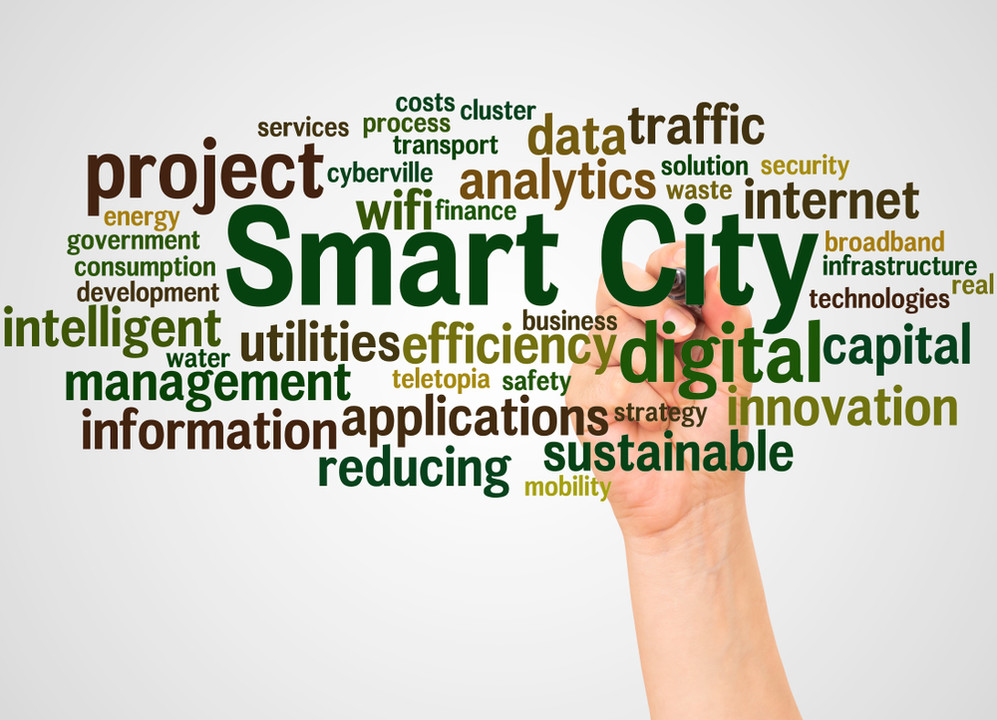 costs
cluster
services
process
transport
data
traffic
project
cyberville
analytics
solution
security
waste
internet
energy
wifi
finance
Smart City
government
consumption
development
broadband
infrastructure
real
technologies
intelligent
utilities
efficiency
business
digital
capital
water
management
teletopia
safety
information
applications
strategy
innovation
reducing
sustainable
mobility